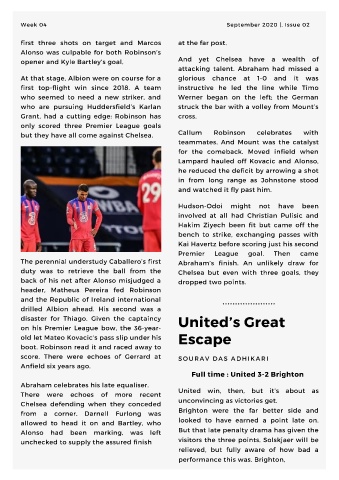 Week 04
September 2020 | Issue 02
first three shots on target and Marcos
Alonso was culpable for both Robinson's
opener and Kyle Bartley's goal.
At that stage, Albion were on course for a
first top-flight win since 2018. A team
who seemed to need a new striker, and
who are pursuing Huddersfield's Karlan
Grant, had a cutting edge: Robinson has
only scored three Premier League goals
but they have all come against Chelsea.
29
The perennial understudy Caballero's first
duty was to retrieve the ball from the
back of his net after Alonso misjudged a
header. Matheus Pereira fed Robinson
and the Republic of Ireland international
drilled Albion ahead. His second was a
disaster for Thiago. Given the captaincy
on his Premier League bow, the 36-year-
old let Mateo Kovacic's pass slip under his
boot. Robinson read it and raced away to
score. There were echoes of Gerrard at
Anfield six years ago.
Abraham celebrates his late equaliser.
There were echoes of more recent
Chelsea defending when they conceded
from a corner. Darnell Furlong was
allowed to head it on and Bartley, who
Alonso had been marking, was left
unchecked to supply the assured finish
at the far post.
And yet Chelsea have a wealth of
attacking talent. Abraham had missed a
glorious chance at 1-0 and it was
instructive he led the line while Timo
Werner began on the left; the German
struck the bar with a volley from Mount's
cross.
Callum Robinson celebrates with
teammates. And Mount was the catalyst
for the comeback. Moved infield when
Lampard hauled off Kovacic and Alonso,
he reduced the deficit by arrowing a shot
in from long range as Johnstone stood
and watched it fly past him.
Hudson-Odoi might not have been
involved at all had Christian Pulisic and
Hakim Ziyech been fit but came off the
bench to strike, exchanging passes with
Kai Havertz before scoring just his second
Premier League goal. Then came
Abraham's finish. An unlikely draw for
Chelsea but even with three goals, they
dropped two points.
United's Great
Escape
SOURAV DAS ADHIKARI
Full time : United 3-2 Brighton
United win, then, but it's about as
unconvincing as victories get.
Brighton were the far better side and
looked to have earned a point late on.
But that late penalty drama has given the
visitors the three points. Solskjaer will be
relieved, but fully aware of how bad a
performance this was. Brighton,